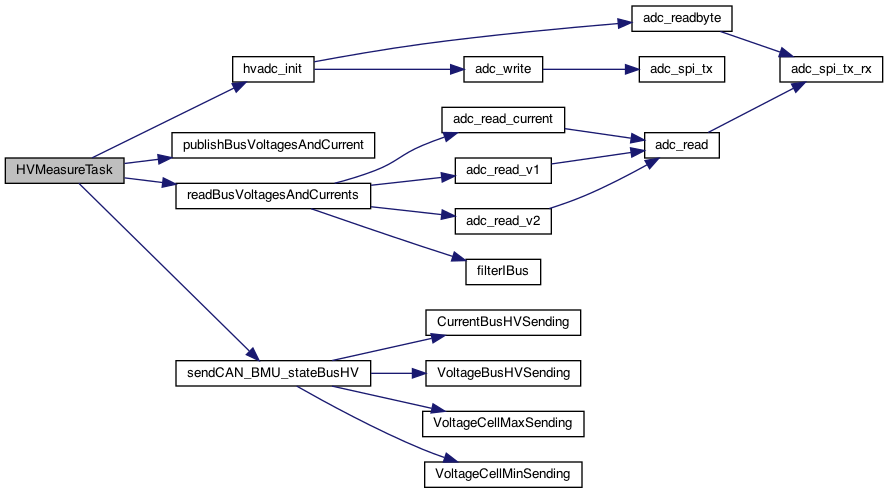 adc_readbyte
hvadc_init
adc_write
adc_spi_tx
adc_spi_tx_rx
adc_read_current
publishBusVoltagesAndCurrent
adc_read
HVMeasureTask
adc_read_v1
readBusVoltagesAndCurrents
adc_read_v2
filterIBus
CurrentBusHVSending
sendCAN_BMU_stateBusHV
VoltageBusHVSending
VoltageCellMaxSending
VoltageCellMinSending